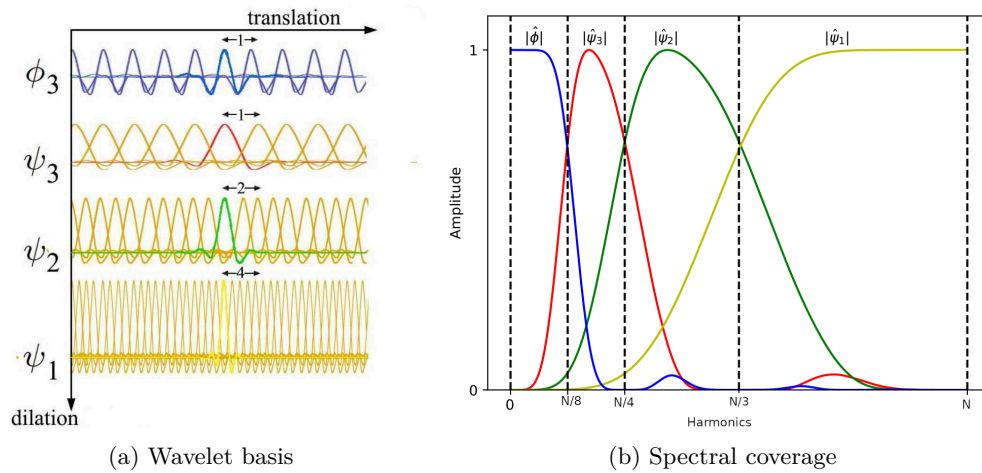 translation
ϕ₃
1
ψ₃
1
ψ₂
2
ψ₁
4
dilation
(a) Wavelet basis
|ϕ̂| |ψ̂₃| |ψ̂₂| |ψ̂₁|
1
Amplitude
0
0 N/8 N/4 N/3 N
Harmonics
(b) Spectral coverage